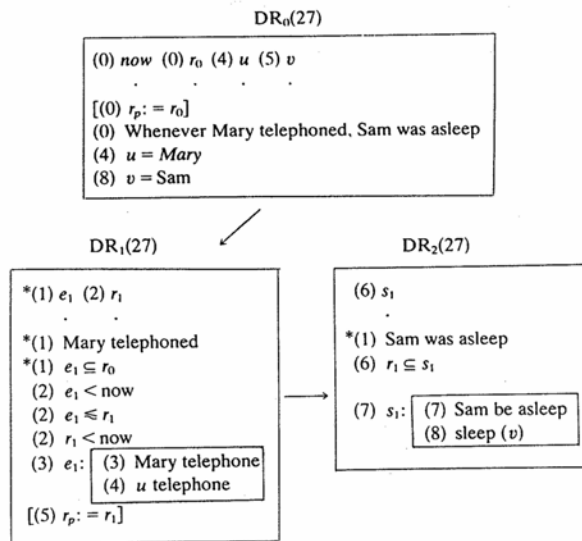 DR₀(27)
(0) now (0) r₀ (4) u (5) v
. . . .
[(0) rₚ: = r₀]
(0) Whenever Mary telephoned, Sam was asleep
(4) u = Mary
(8) v = Sam
DR₁(27)
*(1) e₁ (2) r₁
. .
*(1) Mary telephoned
*(1) e₁ ⊆ r₀
(2) e₁ < now
(2) e₁ ⩽ r₁
(2) r₁ < now
(3) e₁: (3) Mary telephone
(4) u telephone
[(5) rₚ: = r₁]
DR₂(27)
(6) s₁
.
*(1) Sam was asleep
(6) r₁ ⊆ s₁
(7) s₁: (7) Sam be asleep
(8) sleep (v)